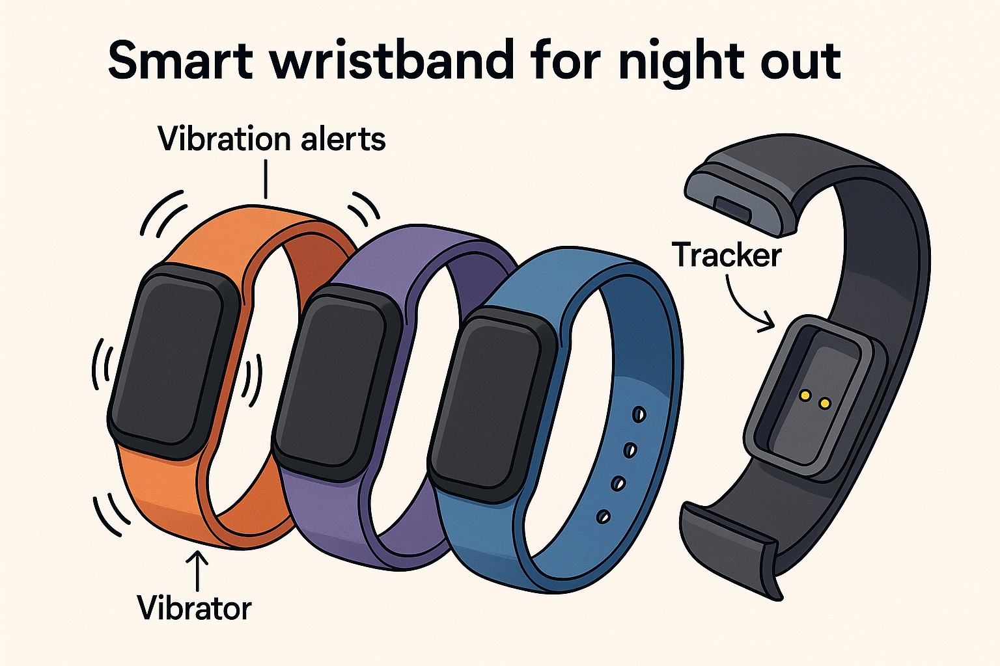 Smart wristband for night out
Vibration alerts
Tracker
Vibrator